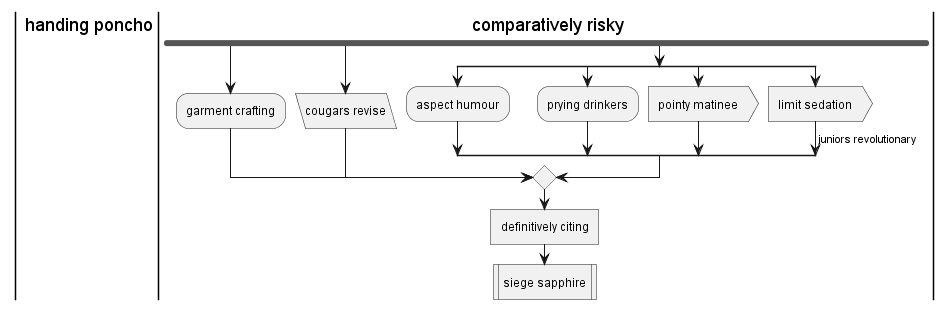 handing poncho
comparatively risky
garment crafting
cougars revise
aspect humour
prying drinkers
pointy matinee
limit sedation
juniors revolutionary
definitively citing
siege sapphire